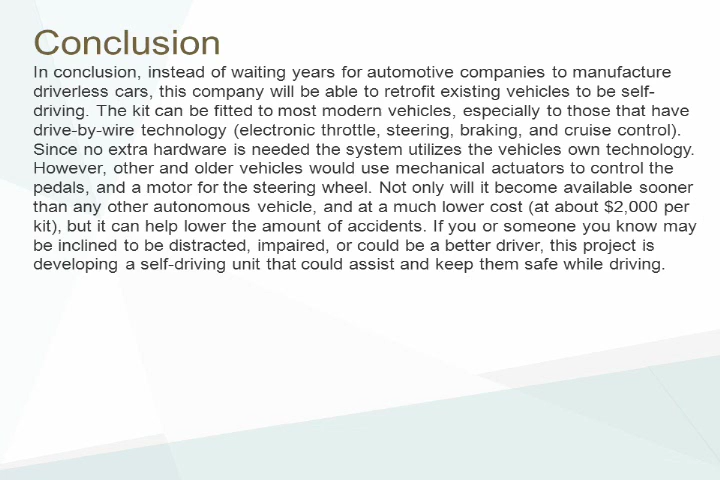 Conclusion
In conclusion, instead of waiting years for automotive companies to manufacture
driverless cars, this company will be able to retrofit existing vehicles to be self-
driving. The kit can be fitted to most modern vehicles, especially to those that have
drive-by-wire technology (electronic throttle, steering, braking, and cruise control).
Since no extra hardware is needed the system utilizes the vehicles own technology.
However, other and older vehicles would use mechanical actuators to control the
pedals, and a motor for the steering wheel. Not only will it become available sooner
than any other autonomous vehicle, and at a much lower cost (at about $2,000 per
kit), but it can help lower the amount of accidents. If you or someone you know may
be inclined to be distracted, impaired, or could be a better driver, this project is
developing a self-driving unit that could assist and keep them safe while driving.